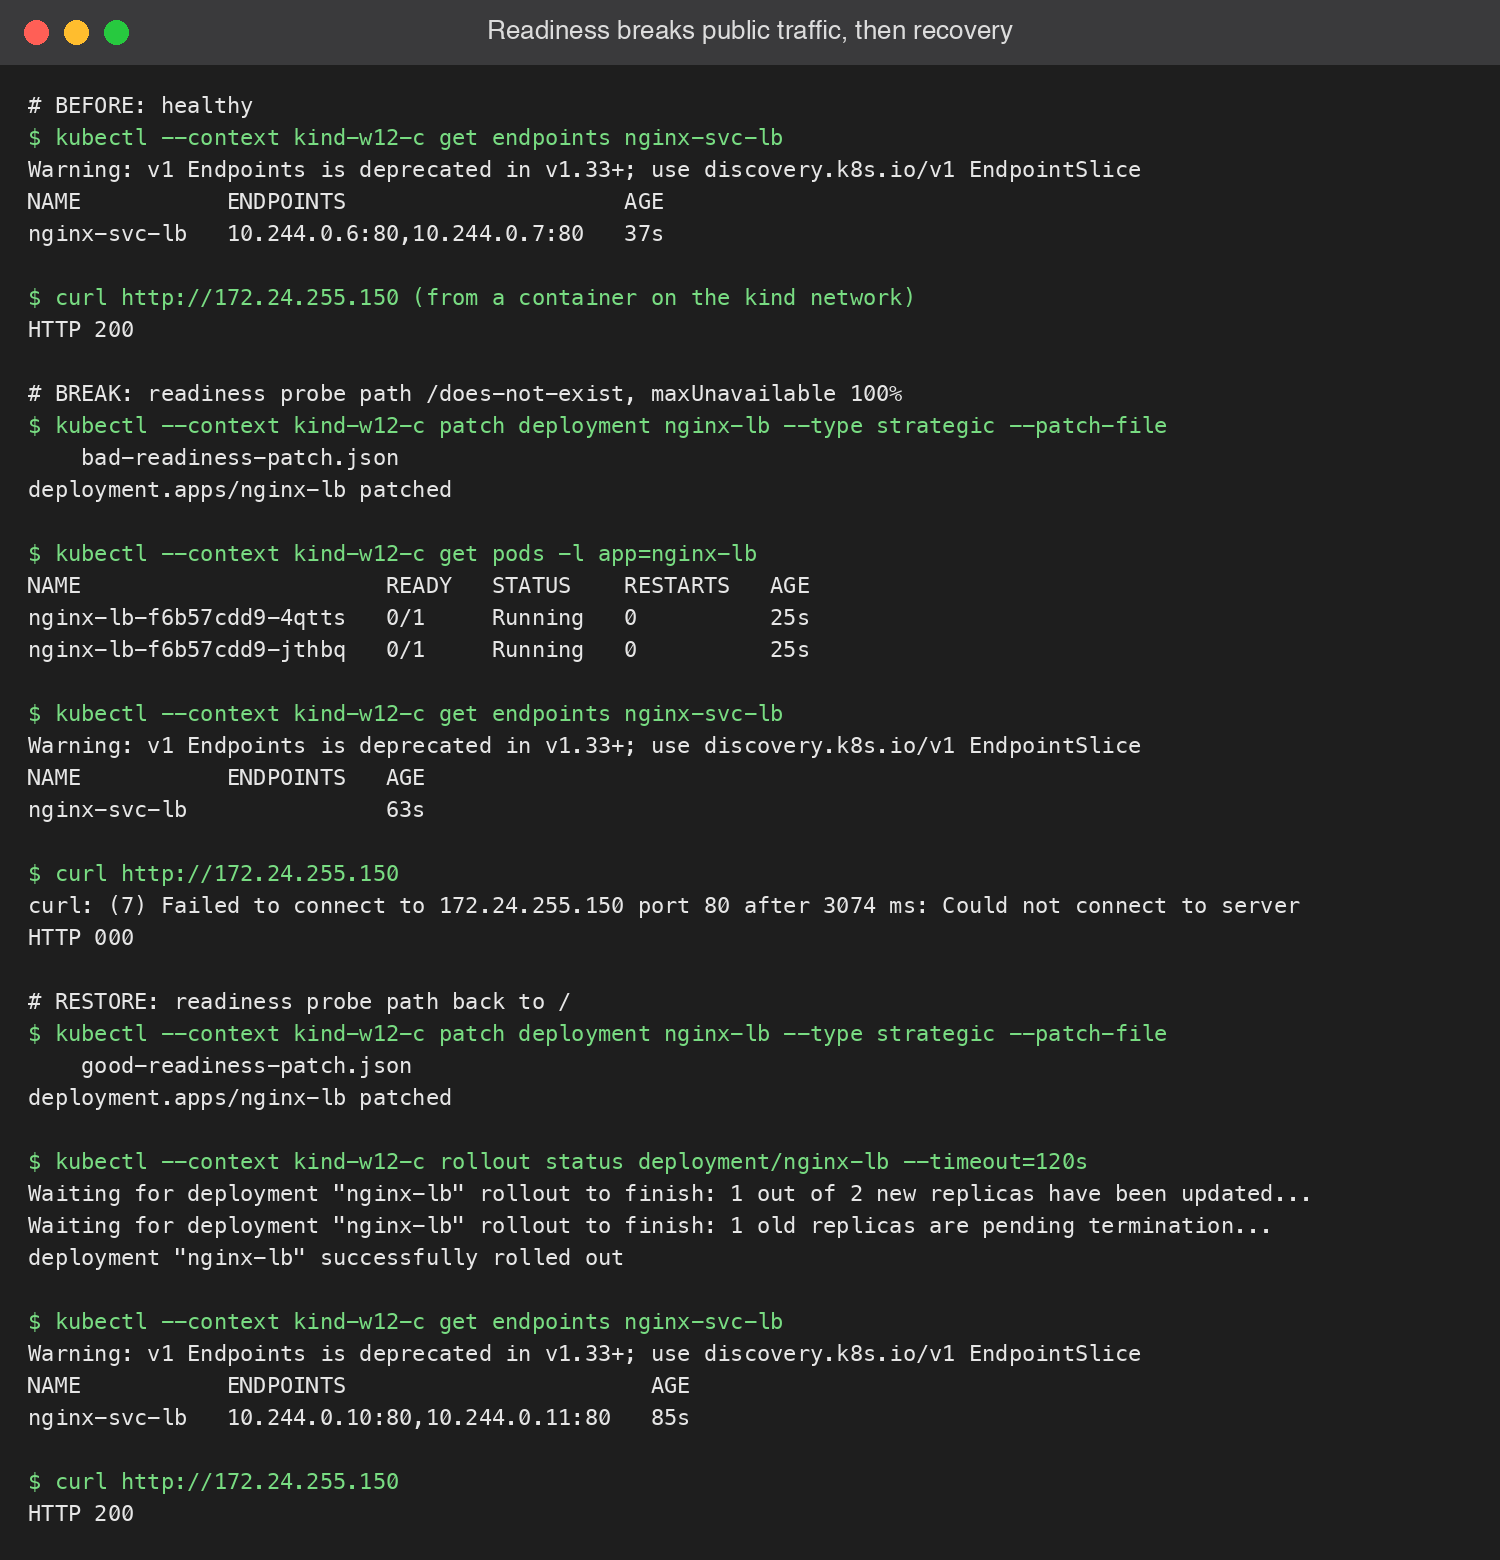 Readiness breaks public traffic, then recovery
# BEFORE: healthy
$ kubectl --context kind-w12-c get endpoints nginx-svc-lb
Warning: v1 Endpoints is deprecated in v1.33+; use discovery.k8s.io/v1 EndpointSlice
NAME           ENDPOINTS                     AGE
nginx-svc-lb   10.244.0.6:80,10.244.0.7:80   37s
$ curl http://172.24.255.150 (from a container on the kind network)
HTTP 200
# BREAK: readiness probe path /does-not-exist, maxUnavailable 100%
$ kubectl --context kind-w12-c patch deployment nginx-lb --type strategic --patch-file
    bad-readiness-patch.json
deployment.apps/nginx-lb patched
$ kubectl --context kind-w12-c get pods -l app=nginx-lb
NAME                       READY   STATUS    RESTARTS   AGE
nginx-lb-f6b57cdd9-4qtts   0/1     Running   0          25s
nginx-lb-f6b57cdd9-jthbq   0/1     Running   0          25s
$ kubectl --context kind-w12-c get endpoints nginx-svc-lb
Warning: v1 Endpoints is deprecated in v1.33+; use discovery.k8s.io/v1 EndpointSlice
NAME           ENDPOINTS   AGE
nginx-svc-lb               63s
$ curl http://172.24.255.150
curl: (7) Failed to connect to 172.24.255.150 port 80 after 3074 ms: Could not connect to server
HTTP 000
# RESTORE: readiness probe path back to /
$ kubectl --context kind-w12-c patch deployment nginx-lb --type strategic --patch-file
    good-readiness-patch.json
deployment.apps/nginx-lb patched
$ kubectl --context kind-w12-c rollout status deployment/nginx-lb --timeout=120s
Waiting for deployment "nginx-lb" rollout to finish: 1 out of 2 new replicas have been updated...
Waiting for deployment "nginx-lb" rollout to finish: 1 old replicas are pending termination...
deployment "nginx-lb" successfully rolled out
$ kubectl --context kind-w12-c get endpoints nginx-svc-lb
Warning: v1 Endpoints is deprecated in v1.33+; use discovery.k8s.io/v1 EndpointSlice
NAME           ENDPOINTS                       AGE
nginx-svc-lb   10.244.0.10:80,10.244.0.11:80   85s
$ curl http://172.24.255.150
HTTP 200